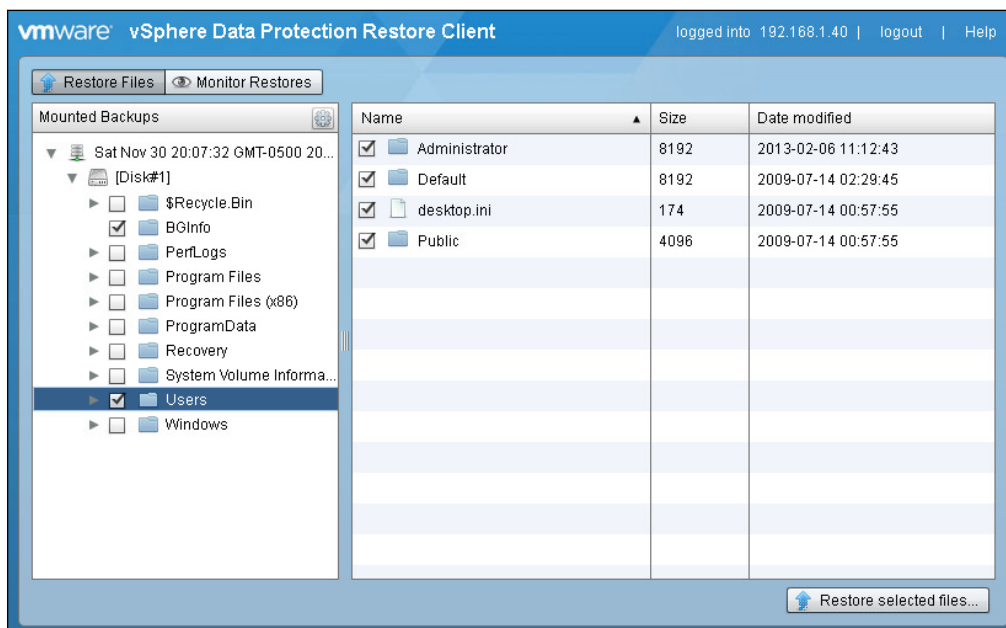 vmware vSphere Data Protection Restore Client
logged into 192.168.1.40 | logout | Help
Restore Files
Monitor Restores
Mounted Backups
Sat Nov 30 20:07:32 GMT-0500 20...
[Disk#1]
$Recycle.Bin
BGInfo
PerfLogs
Program Files
Program Files (x86)
ProgramData
Recovery
System Volume Informa...
Users
Windows
Name Size Date modified
Administrator 8192 2013-02-06 11:12:43
Default 8192 2009-07-14 02:29:45
desktop.ini 174 2009-07-14 00:57:55
Public 4096 2009-07-14 00:57:55
Restore selected files...